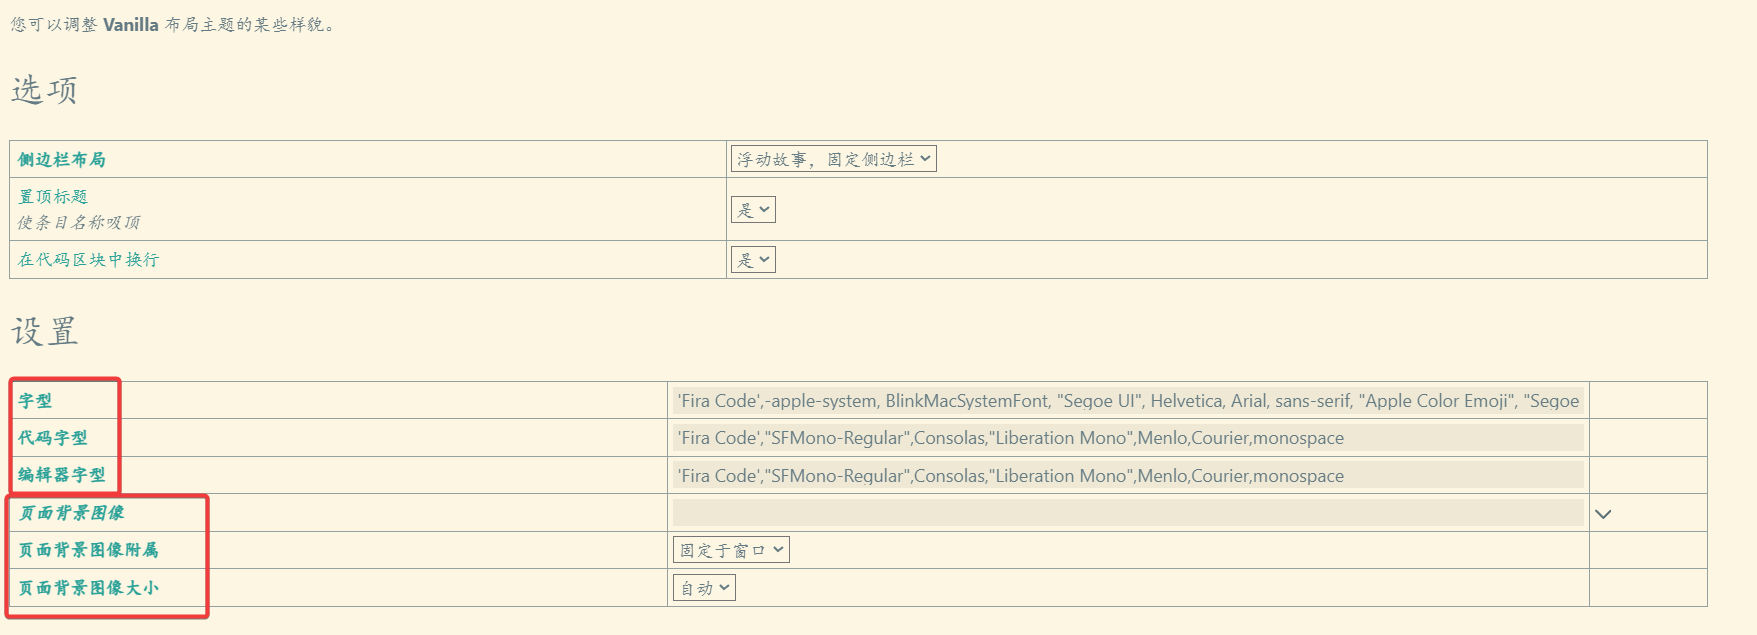 您可以调整 Vanilla 布局主题的某些样貌。
选项
侧边栏布局 浮动故事，固定侧边栏
置顶标题
使条目名称吸顶 是
在代码区块中换行 是
设置
字型 'Fira Code',-apple-system, BlinkMacSystemFont, "Segoe UI", Helvetica, Arial, sans-serif, "Apple Color Emoji", "Segoe
代码字型 'Fira Code',"SFMono-Regular",Consolas,"Liberation Mono",Menlo,Courier,monospace
编辑器字型 'Fira Code',"SFMono-Regular",Consolas,"Liberation Mono",Menlo,Courier,monospace
页面背景图像
页面背景图像附属 固定于窗口
页面背景图像大小 自动